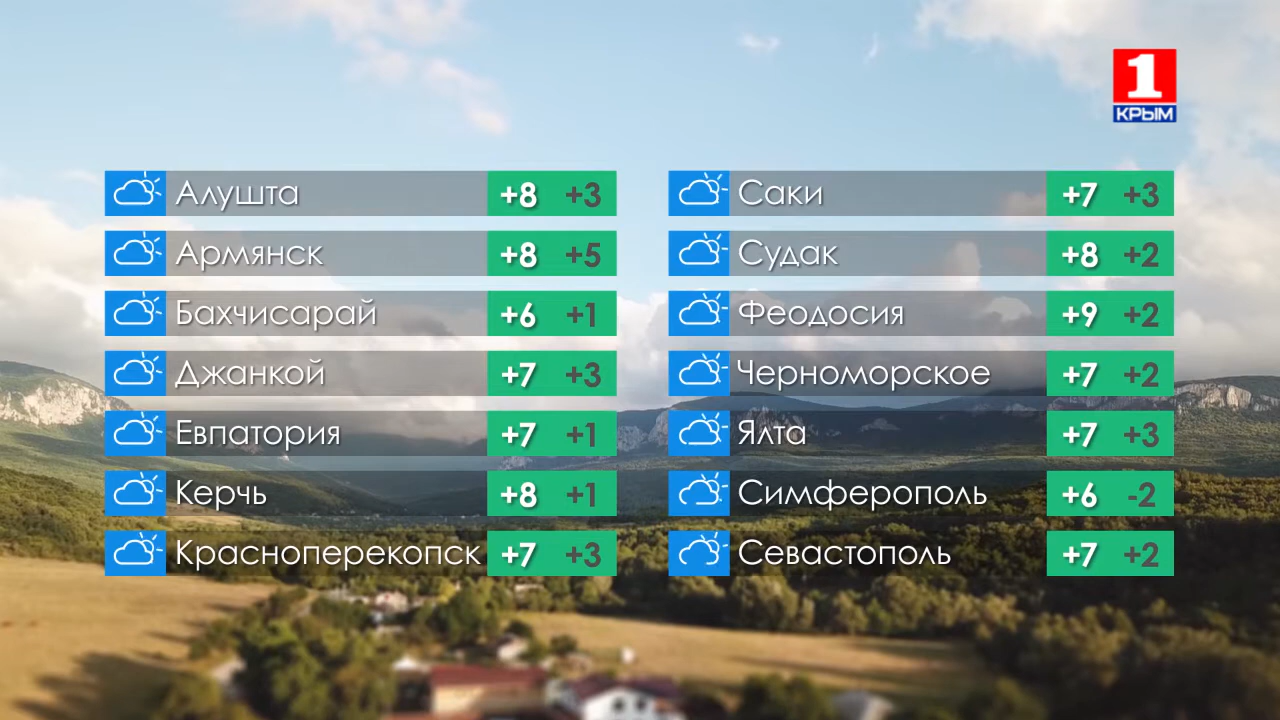 1
КРЫМ
Алушта +8 +3
Армянск +8 +5
Бахчисарай +6 +1
Джанкой +7 +3
Евпатория +7 +1
Керчь +8 +1
Красноперекопск +7 +3
Саки +7 +3
Судак +8 +2
Феодосия +9 +2
Черноморское +7 +2
Ялта +7 +3
Симферополь +6 -2
Севастополь +7 +2